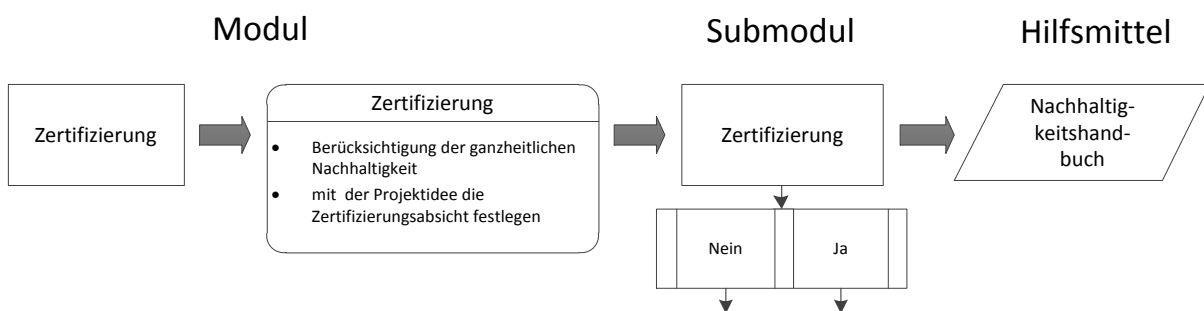 Modul
Submodul
Hilfsmittel
Zertifizierung
Zertifizierung
• Berücksichtigung der ganzheitlichen
Nachhaltigkeit
• mit der Projektidee die
Zertifizierungsabsicht festlegen
Zertifizierung
Nachhaltig-
keitshand-
buch
Nein
Ja